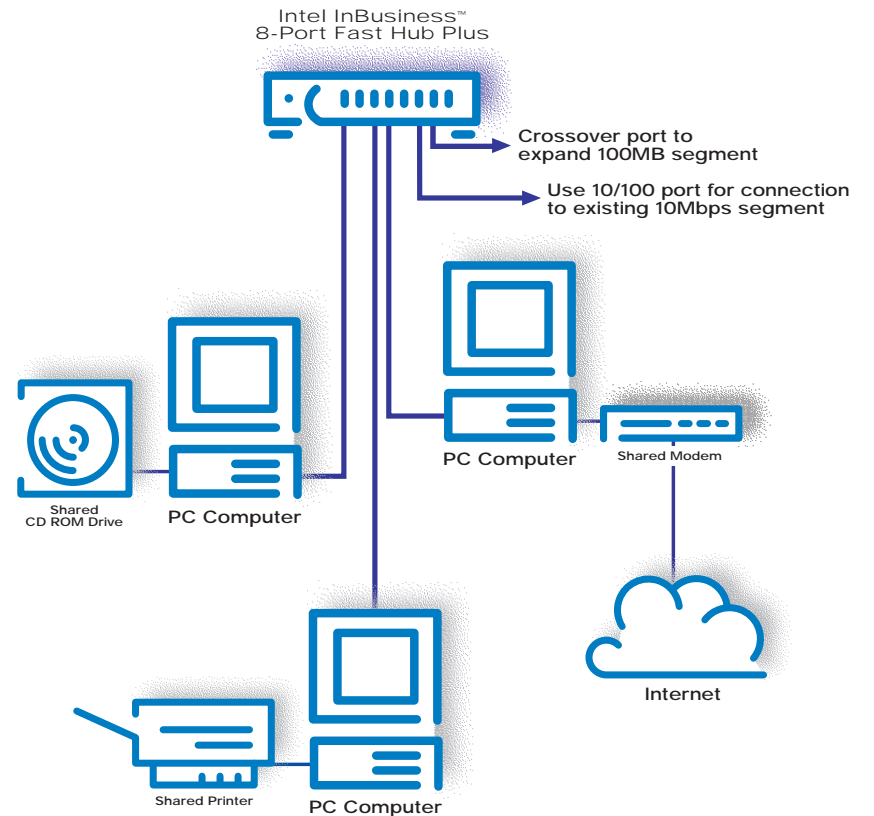 Intel InBusiness™
8-Port Fast Hub Plus
Crossover port to
expand 100MB segment
Use 10/100 port for connection
to existing 10Mbps segment
PC Computer
Shared Modem
Shared
CD ROM Drive
PC Computer
Internet
Shared Printer
PC Computer